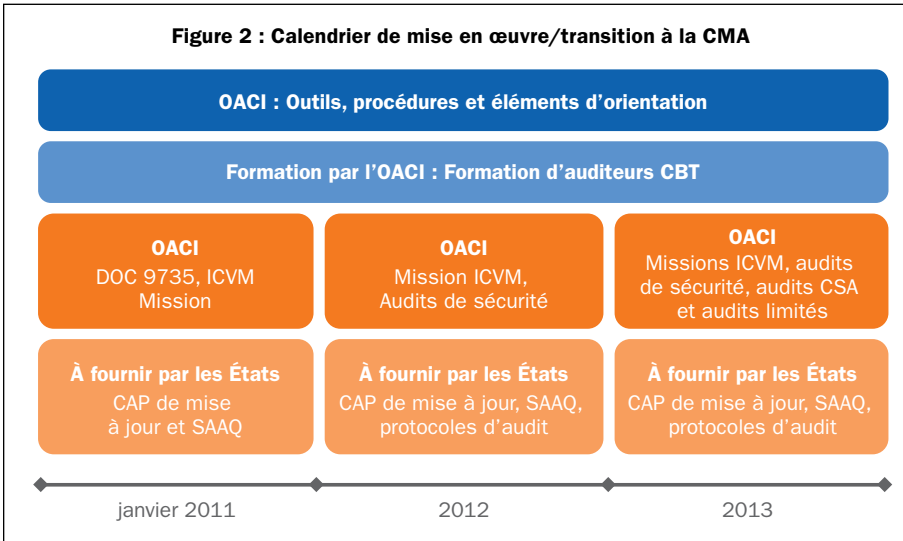 Figure 2 : Calendrier de mise en œuvre/transition à la CMA
OACI : Outils, procédures et éléments d’orientation
Formation par l’OACI : Formation d’auditeurs CBT
OACI
DOC 9735, ICVM
Mission
OACI
Mission ICVM,
Audits de sécurité
OACI
Missions ICVM, audits
de sécurité, audits CSA
et audits limités
À fournir par les États
CAP de mise
à jour et SAAQ
À fournir par les États
CAP de mise à jour, SAAQ,
protocoles d’audit
À fournir par les États
CAP de mise à jour, SAAQ,
protocoles d’audit
janvier 2011
2012
2013